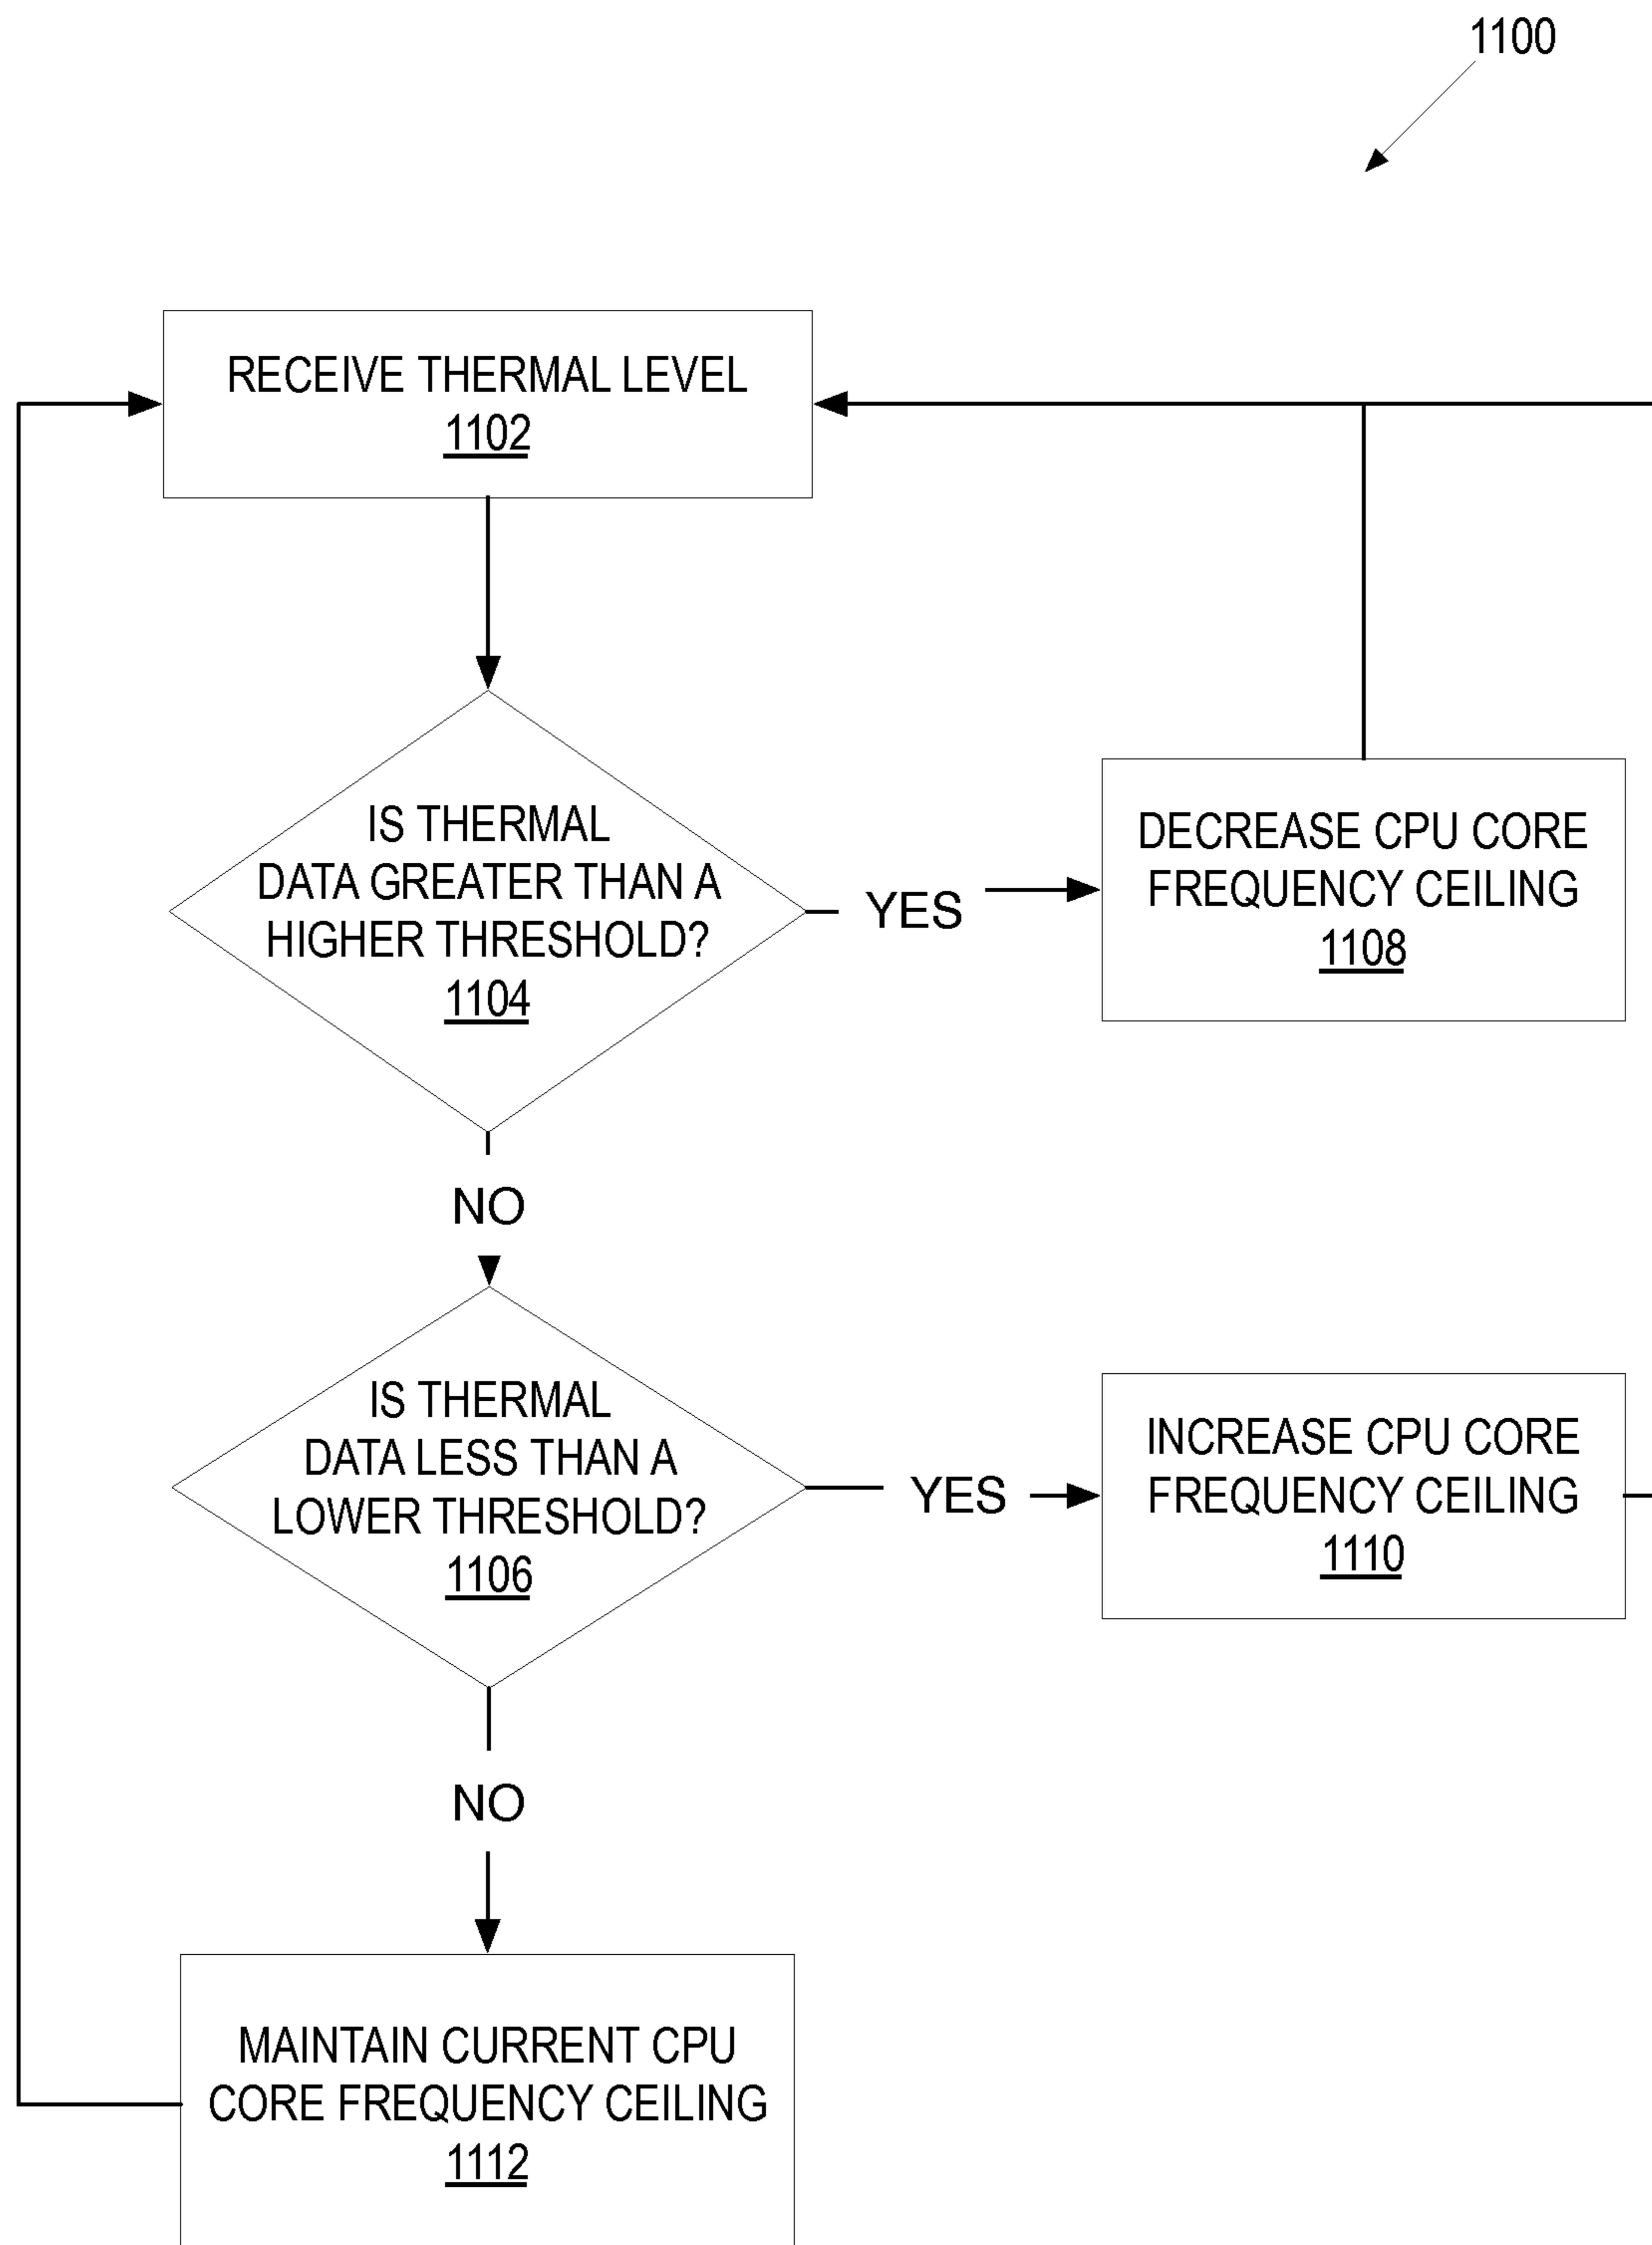 1100
RECEIVE THERMAL LEVEL
1102
IS THERMAL
DATA GREATER THAN A
HIGHER THRESHOLD?
1104
YES
DECREASE CPU CORE
FREQUENCY CEILING
1108
NO
IS THERMAL
DATA LESS THAN A
LOWER THRESHOLD?
1106
YES
INCREASE CPU CORE
FREQUENCY CEILING
1110
NO
MAINTAIN CURRENT CPU
CORE FREQUENCY CEILING
1112